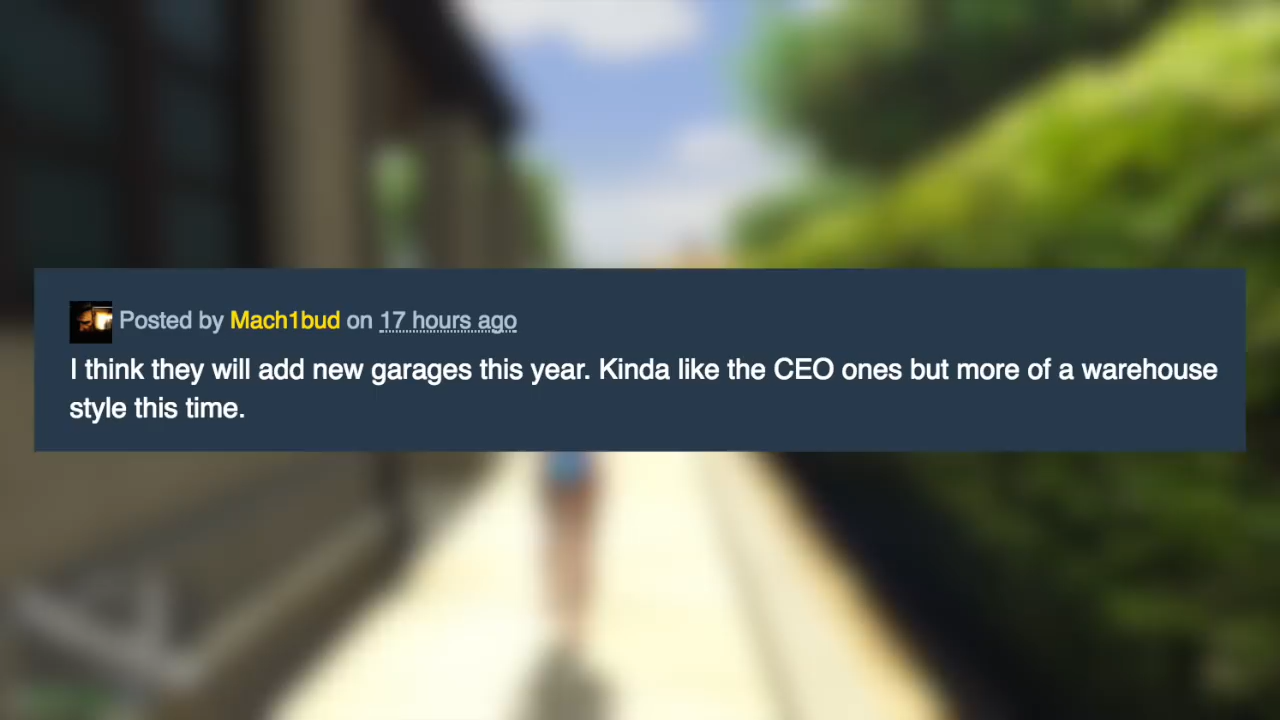 Posted by Mach1bud on 17 hours ago
I think they will add new garages this year. Kinda like the CEO ones but more of a warehouse
style this time.